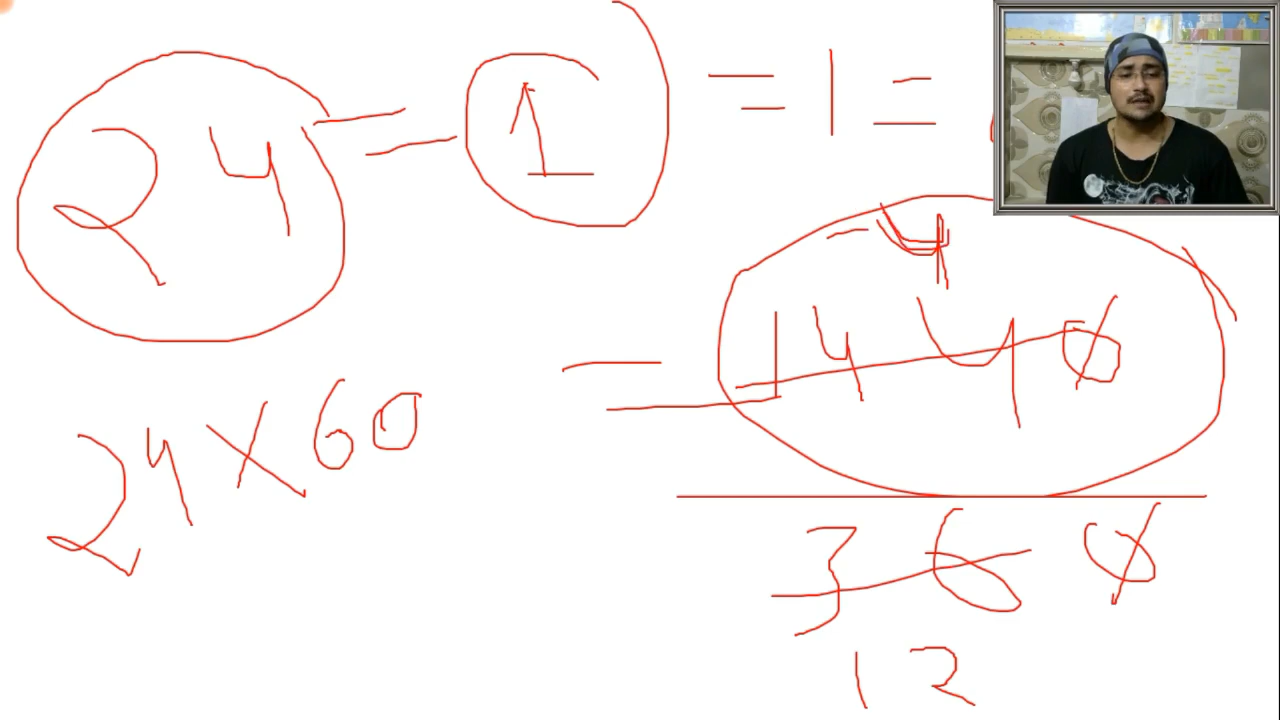 24 = 1 = 1 =
4
24 x 60 = 1440
360
12